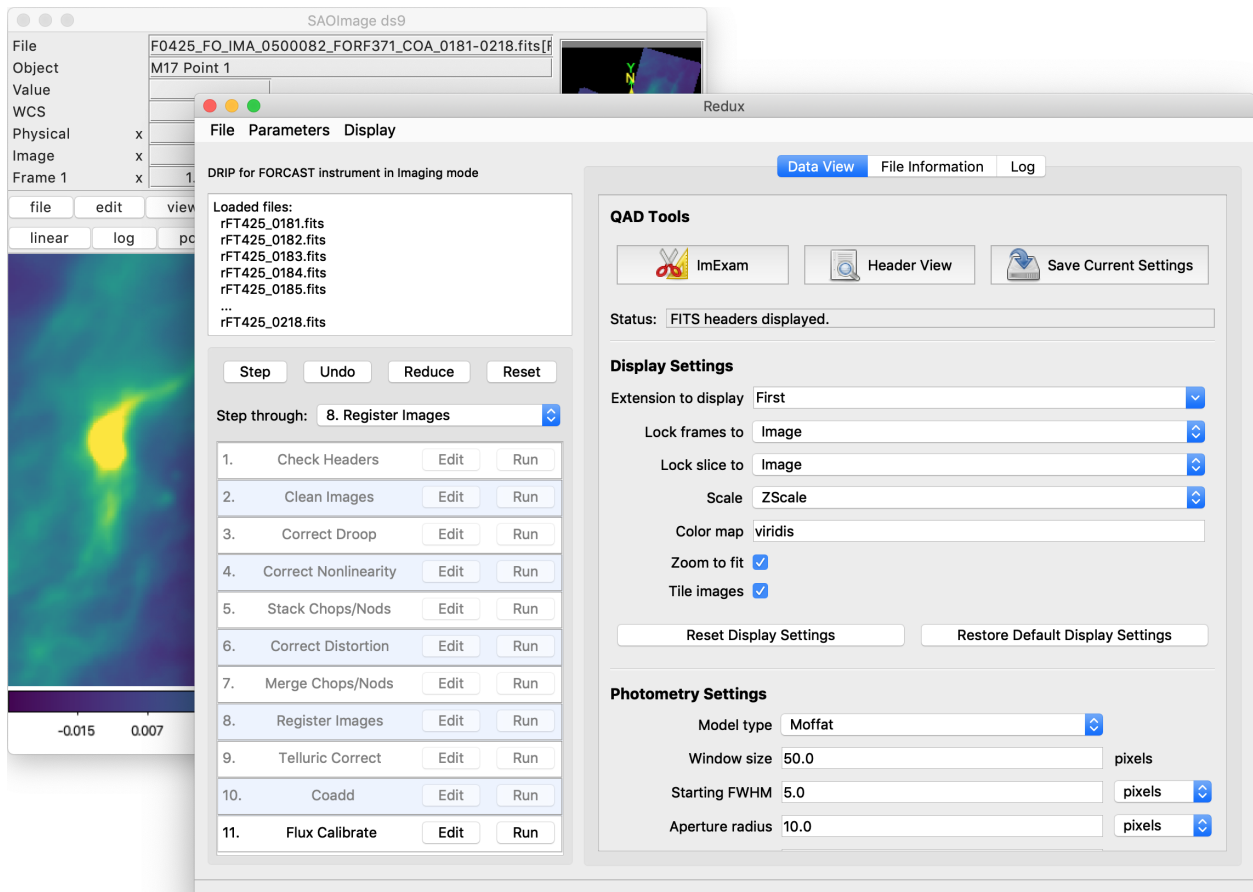 SAOImage ds9
File F0425_FO_IMA_0500082_FORF371_COA_0181-0218.fits[F
Object M17 Point 1
Value
WCS
Physical x
Image x
Frame 1 x 1.
file edit view
linear log
-0.015 0.007
Y
N
Redux
File Parameters Display
DRIP for FORCAST instrument in Imaging mode
Loaded files:
rFT425_0181.fits
rFT425_0182.fits
rFT425_0183.fits
rFT425_0184.fits
rFT425_0185.fits
...
rFT425_0218.fits
Step Undo Reduce Reset
Step through: 8. Register Images
1. Check Headers Edit Run
2. Clean Images Edit Run
3. Correct Droop Edit Run
4. Correct Nonlinearity Edit Run
5. Stack Chops/Nods Edit Run
6. Correct Distortion Edit Run
7. Merge Chops/Nods Edit Run
8. Register Images Edit Run
9. Telluric Correct Edit Run
10. Coadd Edit Run
11. Flux Calibrate Edit Run
Data View File Information Log
QAD Tools
ImExam Header View Save Current Settings
Status: FITS headers displayed.
Display Settings
Extension to display First
Lock frames to Image
Lock slice to Image
Scale ZScale
Color map viridis
Zoom to fit
Tile images
Reset Display Settings Restore Default Display Settings
Photometry Settings
Model type Moffat
Window size 50.0 pixels
Starting FWHM 5.0 pixels
Aperture radius 10.0 pixels